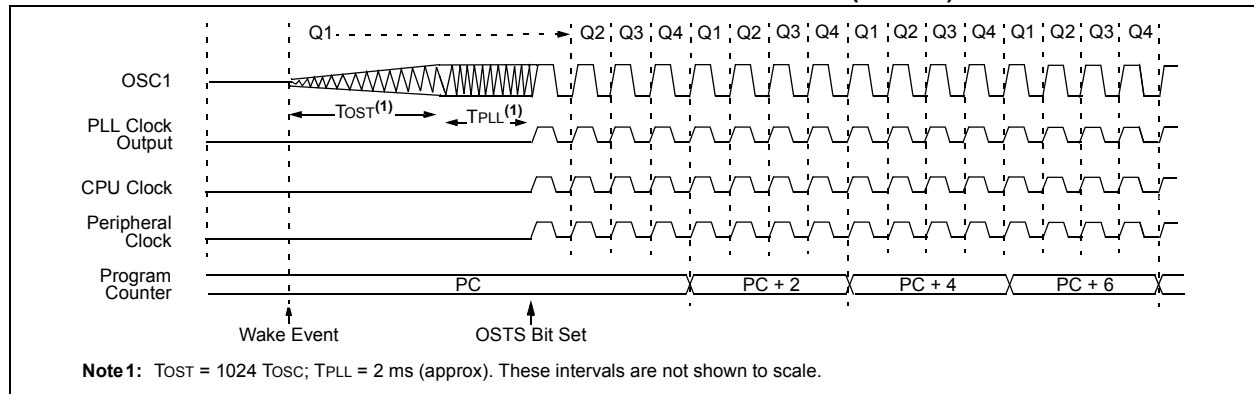 Q1 Q2 Q3 Q4 Q1 Q2 Q3 Q4 Q1 Q2 Q3 Q4 Q1 Q2 Q3 Q4
OSC1
TOST(1) TPLL(1)
PLL Clock
Output
CPU Clock
Peripheral
Clock
Program
Counter
PC PC + 2 PC + 4 PC + 6
Wake Event OSTS Bit Set
Note 1: TOST = 1024 TOSC; TPLL = 2 ms (approx). These intervals are not shown to scale.